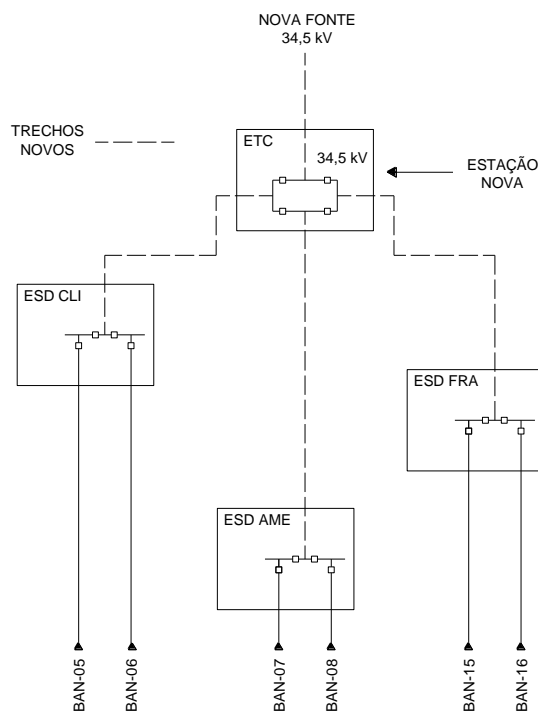 NOVA FONTE
34,5 kV
TRECHOS
NOVOS
ETC
34,5 kV
ESTAÇÃO
NOVA
ESD CLI
ESD FRA
ESD AME
BAN-05
BAN-06
BAN-07
BAN-08
BAN-15
BAN-16